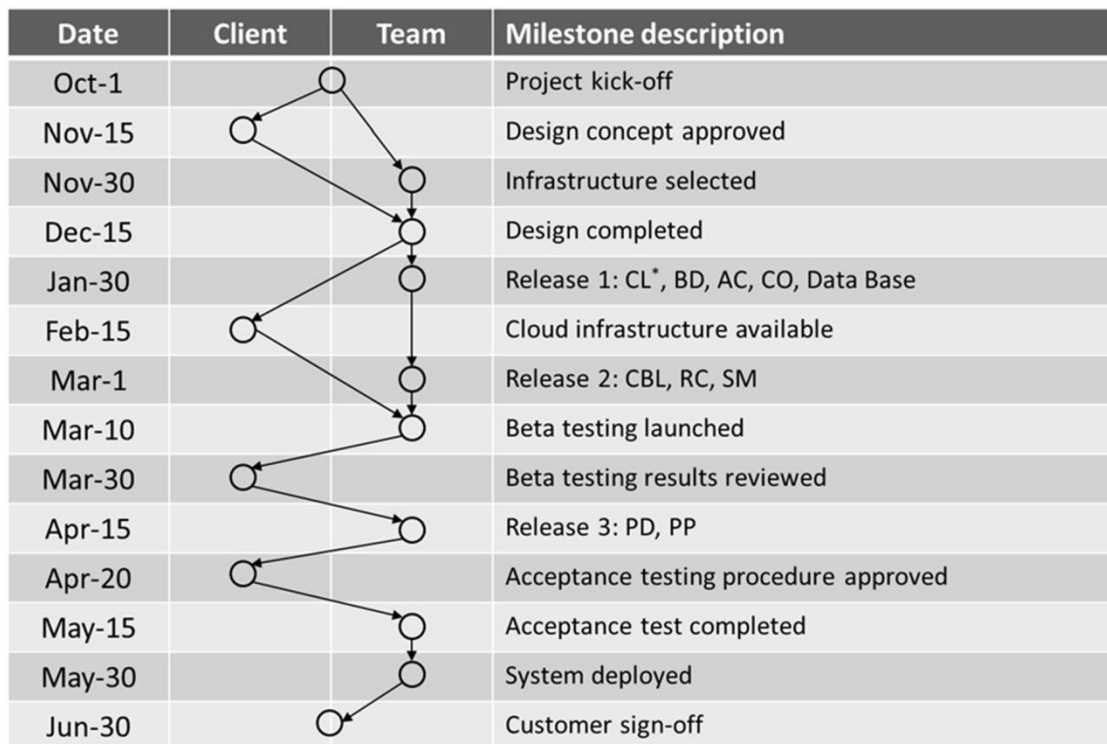 Date Client Team Milestone description
Oct-1 Project kick-off
Nov-15 Design concept approved
Nov-30 Infrastructure selected
Dec-15 Design completed
Jan-30 Release 1: CL*, BD, AC, CO, Data Base
Feb-15 Cloud infrastructure available
Mar-1 Release 2: CBL, RC, SM
Mar-10 Beta testing launched
Mar-30 Beta testing results reviewed
Apr-15 Release 3: PD, PP
Apr-20 Acceptance testing procedure approved
May-15 Acceptance test completed
May-30 System deployed
Jun-30 Customer sign-off